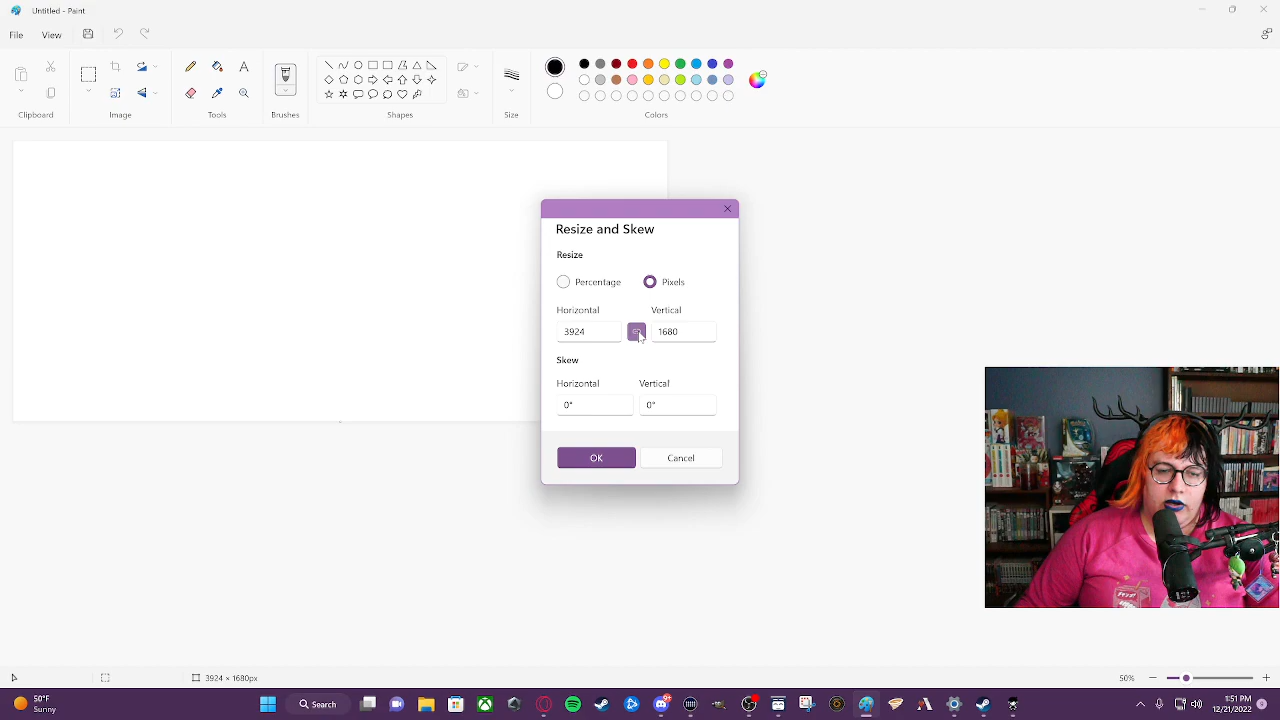 Untitled - Paint
File View
Clipboard
Image
Tools
Brushes
Shapes
Size
Colors
Resize and Skew
Resize
Percentage Pixels
Horizontal Vertical
3924 1680
Skew
Horizontal Vertical
0° 0°
OK Cancel
3924 × 1680px
50%
50°F
Sunny
Search
1:51 PM
12/21/2022